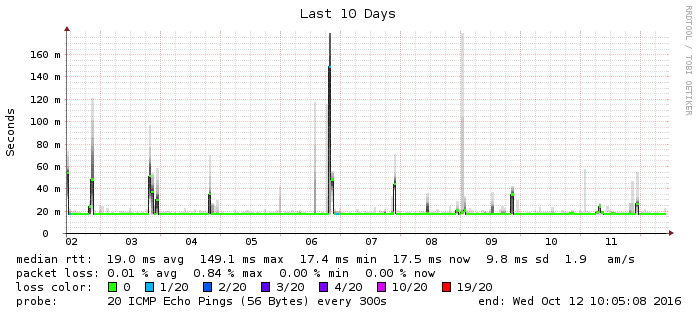 Last 10 Days
RRDTOOL / TOBI OETIKER
Seconds
160 m
140 m
120 m
100 m
80 m
60 m
40 m
20 m
0
02 03 04 05 06 07 08 09 10 11
median rtt: 19.0 ms avg 149.1 ms max 17.4 ms min 17.5 ms now 9.8 ms sd 1.9 am/s
packet loss: 0.01 % avg 0.84 % max 0.00 % min 0.00 % now
loss color: 0 1/20 2/20 3/20 4/20 10/20 19/20
probe: 20 ICMP Echo Pings (56 Bytes) every 300s end: Wed Oct 12 10:05:08 2016